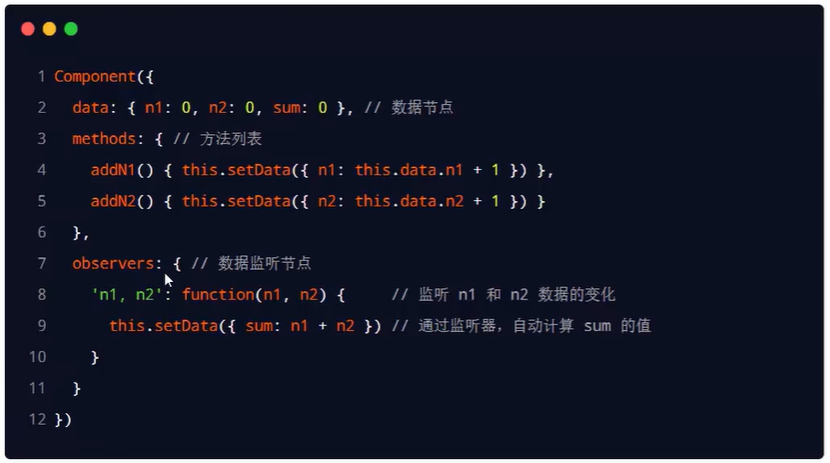 1 Component({
2   data: { n1: 0, n2: 0, sum: 0 }, // 数据节点
3   methods: { // 方法列表
4     addN1() { this.setData({ n1: this.data.n1 + 1 }) },
5     addN2() { this.setData({ n2: this.data.n2 + 1 }) }
6   },
7   observers: { // 数据监听节点
8     'n1, n2': function(n1, n2) {     // 监听 n1 和 n2 数据的变化
9       this.setData({ sum: n1 + n2 }) // 通过监听器，自动计算 sum 的值
10     }
11   }
12 })